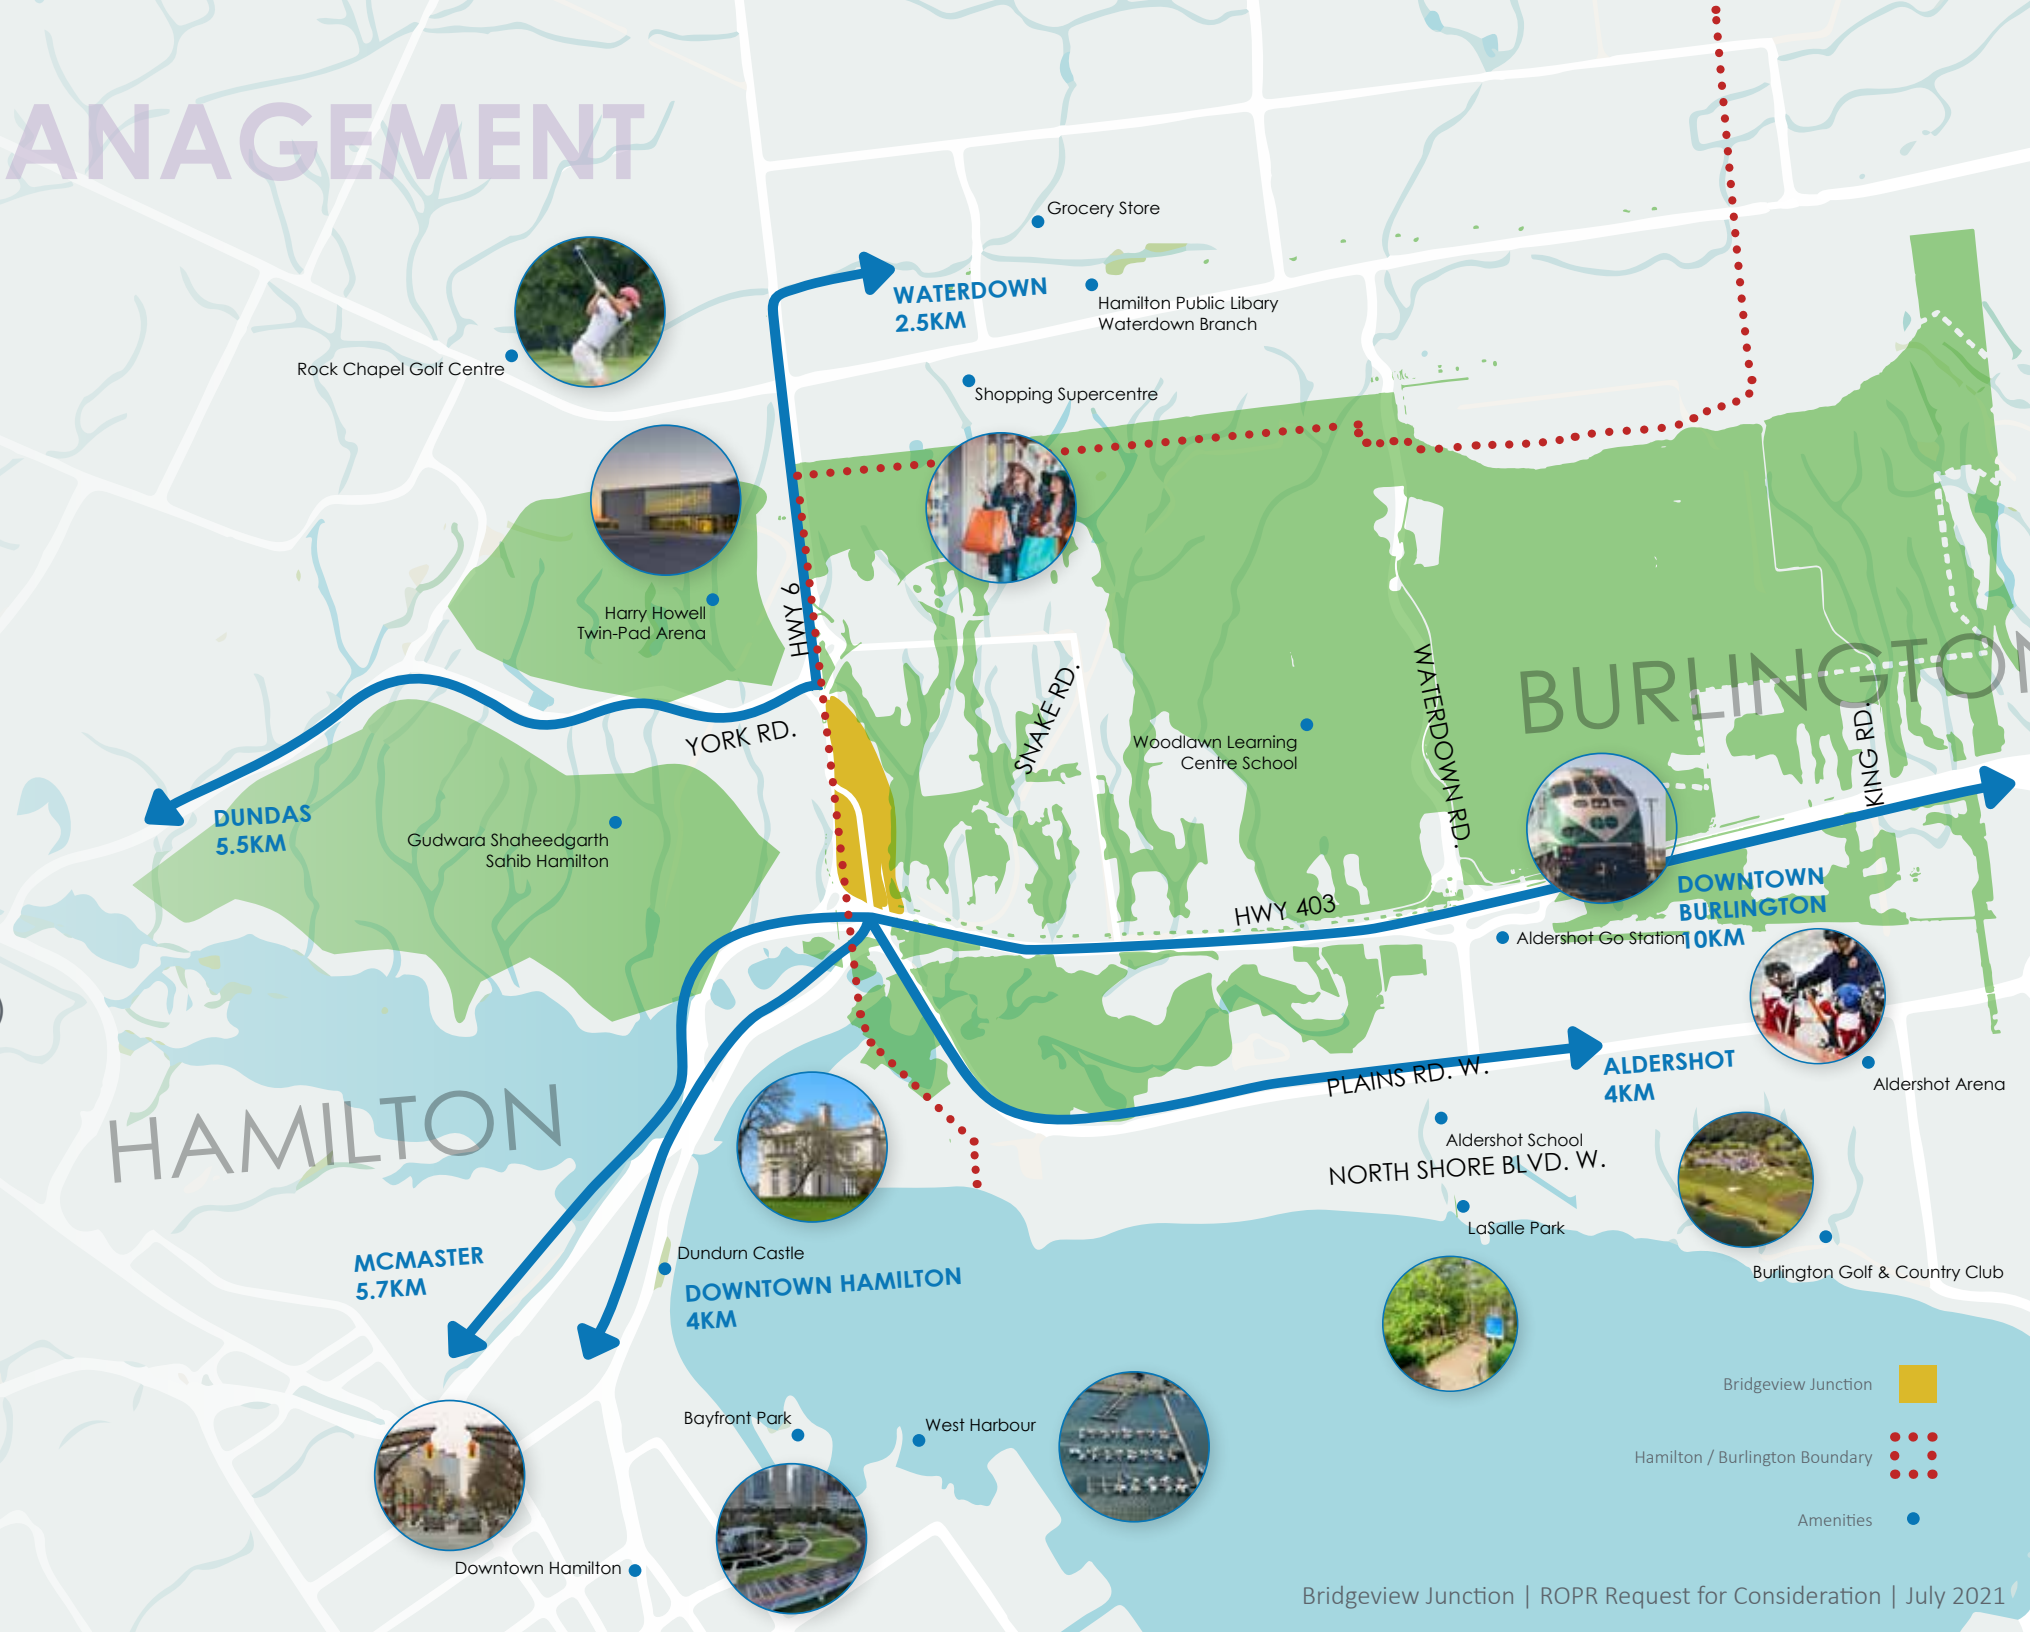 ANAGEMENT
Grocery Store
WATERDOWN
2.5KM
Hamilton Public Libary
Waterdown Branch
Rock Chapel Golf Centre
Shopping Supercentre
HWY 6
Harry Howell
Twin-Pad Arena
YORK RD.
SNAKE RD.
WATERDOWN RD.
BURLINGTON
KING RD.
Woodlawn Learning
Centre School
DUNDAS
5.5KM
Gudwara Shaheedgarth
Sahib Hamilton
HWY 403
DOWNTOWN
BURLINGTON
10KM
Aldershot Go Station
HAMILTON
PLAINS RD. W.
ALDERSHOT
4KM
Aldershot Arena
Aldershot School
NORTH SHORE BLVD. W.
LaSalle Park
Burlington Golf & Country Club
MCMASTER
5.7KM
Dundurn Castle
DOWNTOWN HAMILTON
4KM
Bayfront Park
West Harbour
Downtown Hamilton
Bridgeview Junction
Hamilton / Burlington Boundary
Amenities
Bridgeview Junction | ROPR Request for Consideration | July 2021